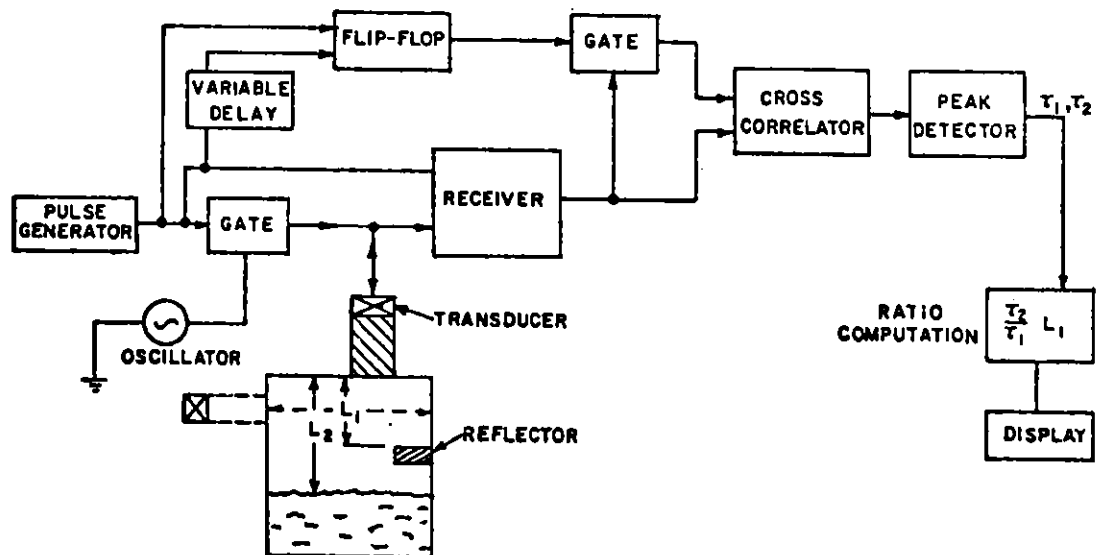 FLIP-FLOP
GATE
VARIABLE
DELAY
CROSS
CORRELATOR
PEAK
DETECTOR
τ₁,τ₂
PULSE
GENERATOR
GATE
RECEIVER
OSCILLATOR
TRANSDUCER
RATIO
COMPUTATION
τ₂/τ₁ L₁
L₂
L₁
REFLECTOR
DISPLAY